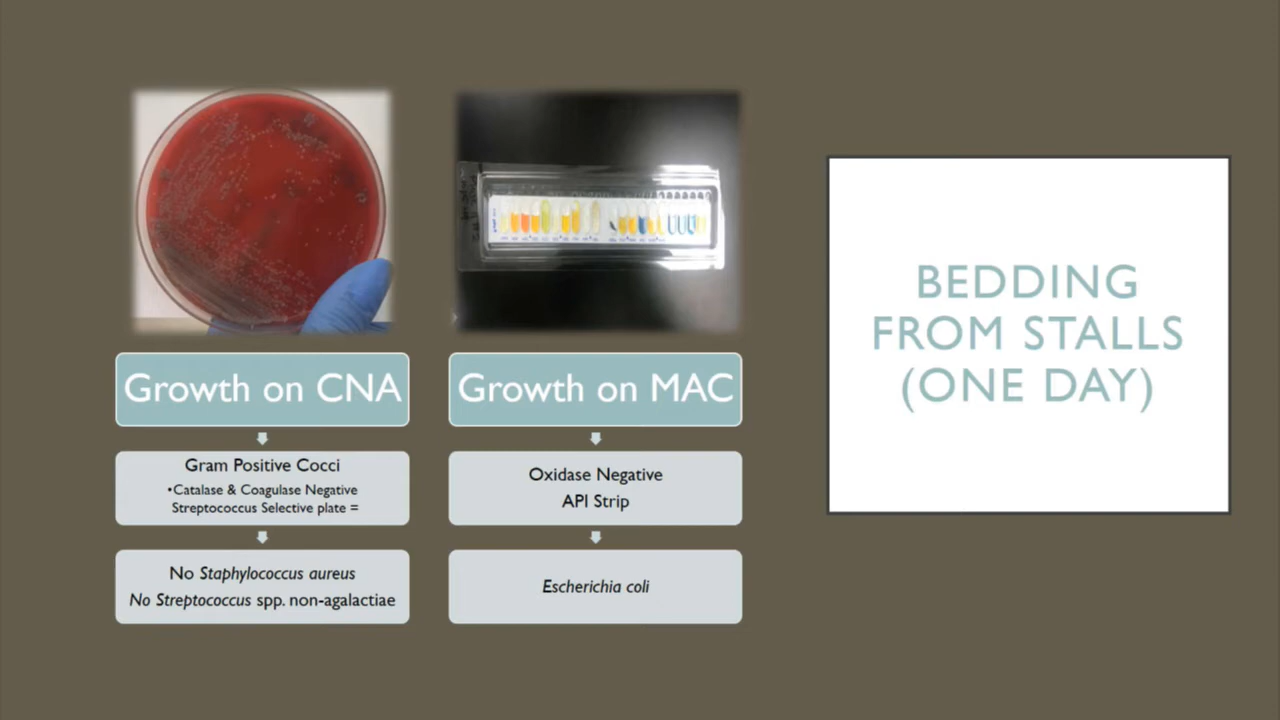 Growth on CNA
Gram Positive Cocci
•Catalase & Coagulase Negative
Streptococcus Selective plate =
No Staphylococcus aureus
No Streptococcus spp. non-agalactiae
Growth on MAC
Oxidase Negative
API Strip
Escherichia coli
BEDDING
FROM STALLS
(ONE DAY)